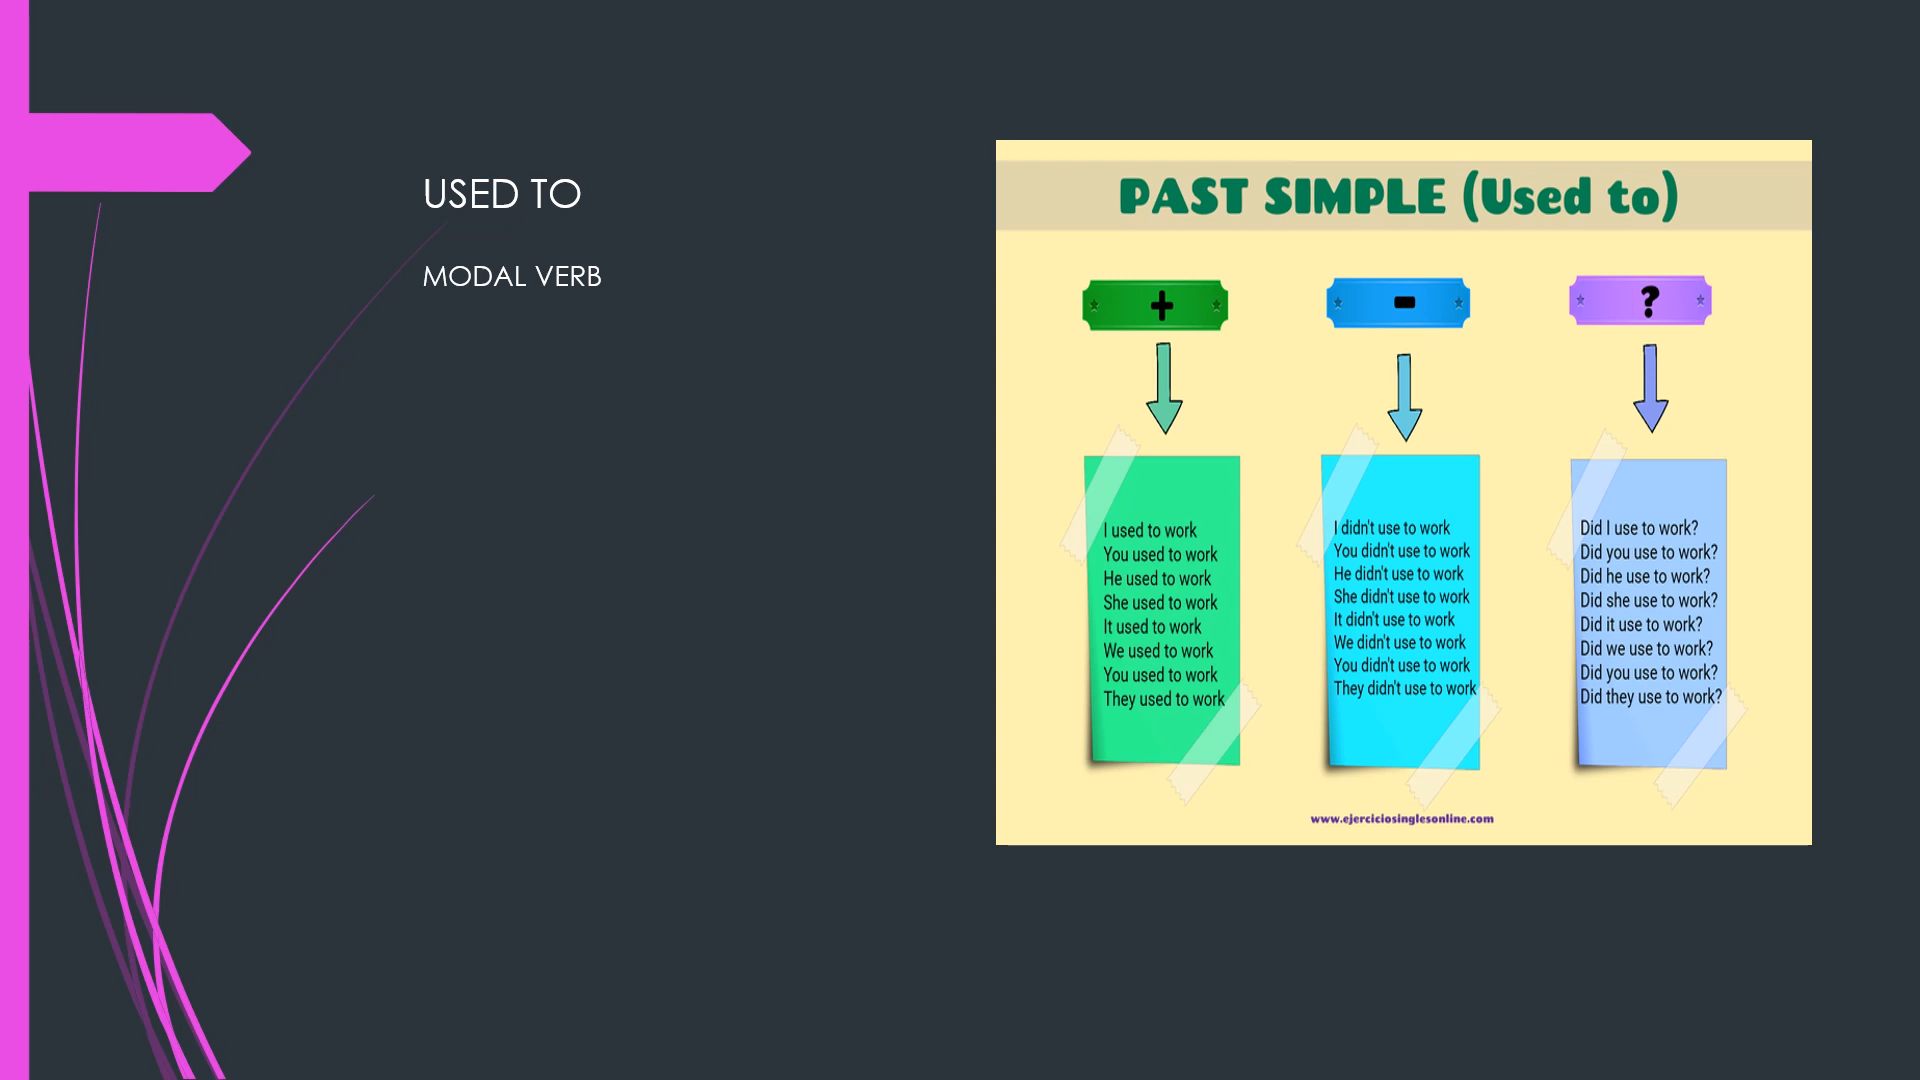 USED TO
MODAL VERB
PAST SIMPLE (Used to)
+
-
?
I used to work
You used to work
He used to work
She used to work
It used to work
We used to work
You used to work
They used to work
I didn't use to work
You didn't use to work
He didn't use to work
She didn't use to work
It didn't use to work
We didn't use to work
You didn't use to work
They didn't use to work
Did I use to work?
Did you use to work?
Did he use to work?
Did she use to work?
Did it use to work?
Did we use to work?
Did you use to work?
Did they use to work?
www.ejerciciosinglesonline.com